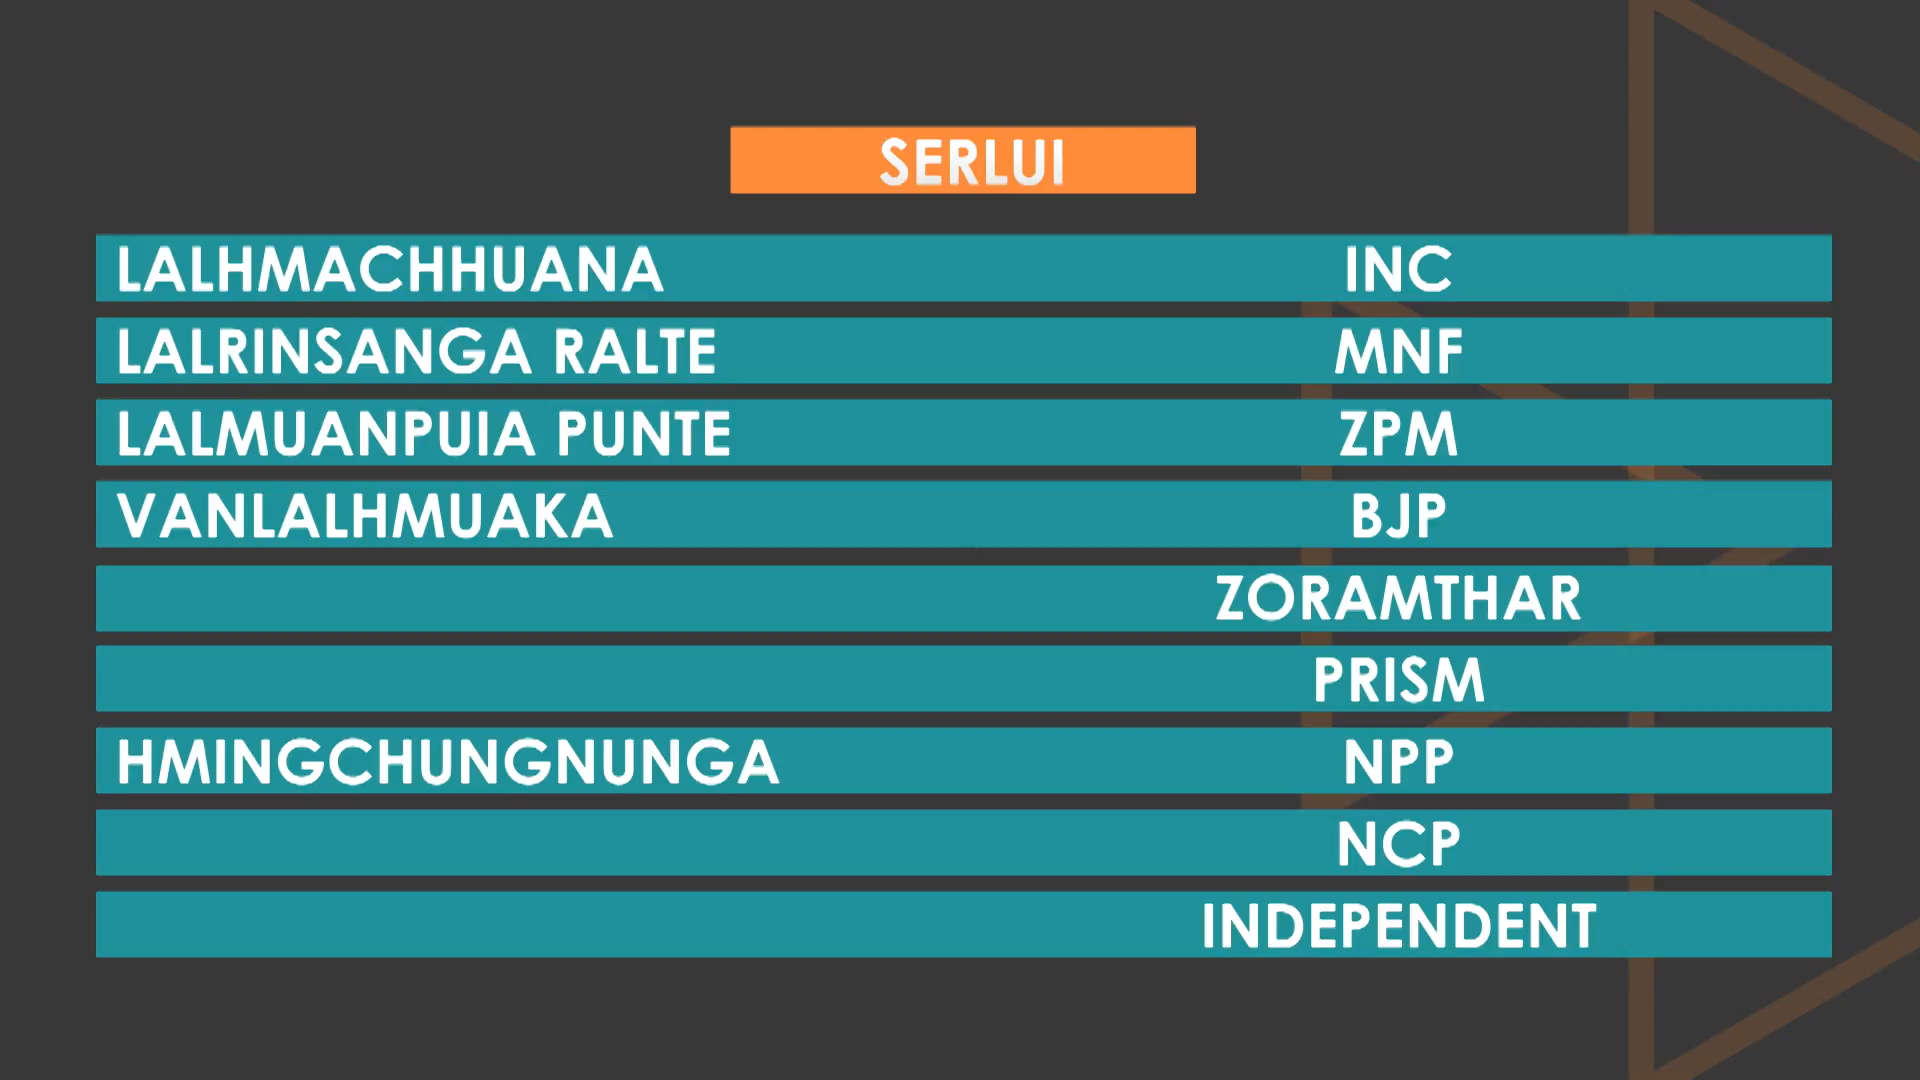 SERLUI
LALHMACHHUANA INC
LALRINSANGA RALTE MNF
LALMUANPUIA PUNTE ZPM
VANLALHMUAKA BJP
ZORAMTHAR
PRISM
HMINGCHUNGNUNGA NPP
NCP
INDEPENDENT